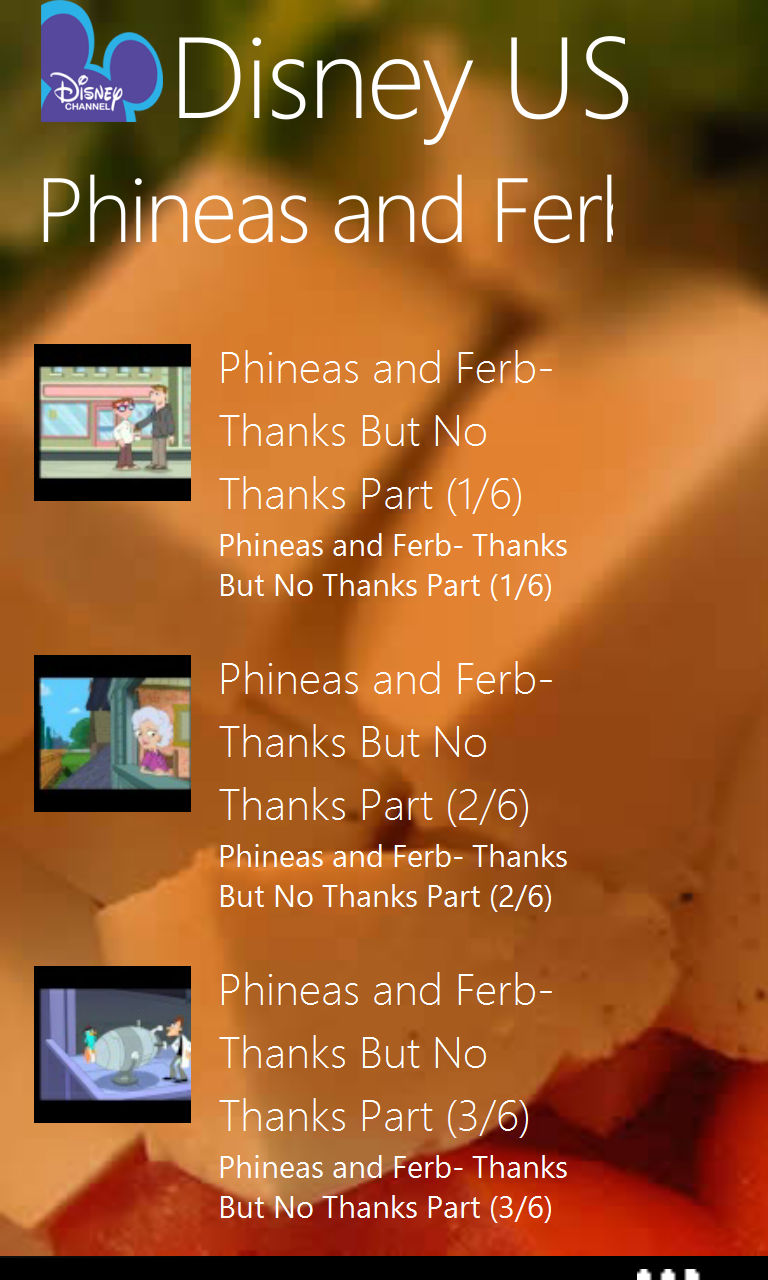 Disney
CHANNEL
Disney US
Phineas and Fer
Phineas and Ferb-
Thanks But No
Thanks Part (1/6)
Phineas and Ferb- Thanks
But No Thanks Part (1/6)
Phineas and Ferb-
Thanks But No
Thanks Part (2/6)
Phineas and Ferb- Thanks
But No Thanks Part (2/6)
Phineas and Ferb-
Thanks But No
Thanks Part (3/6)
Phineas and Ferb- Thanks
But No Thanks Part (3/6)